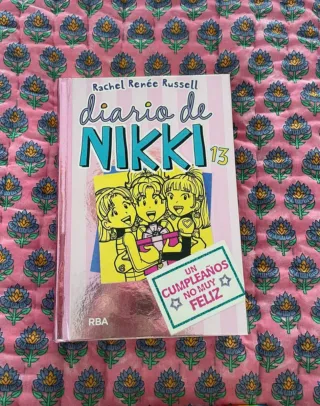 Rachel Renée Russell
diario de
NIKKI 13
UN
CUMPLEAÑOS
NO MUY
FELIZ
RBA